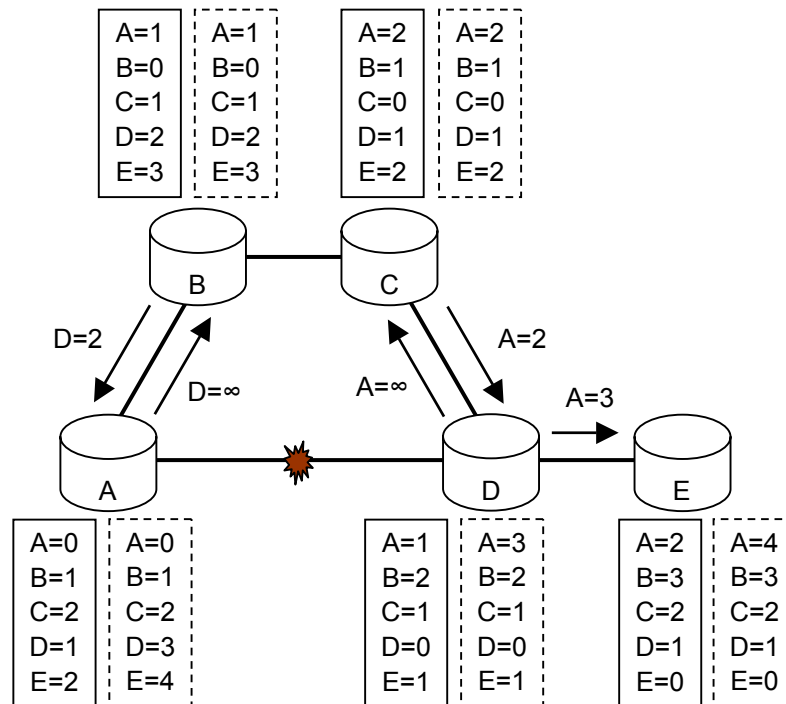 A=1
B=0
C=1
D=2
E=3
A=1
B=0
C=1
D=2
E=3
A=2
B=1
C=0
D=1
E=2
A=2
B=1
C=0
D=1
E=2
B
C
D=2
D=∞
A=∞
A=2
A=3
A
D
E
A=0
B=1
C=2
D=1
E=2
A=0
B=1
C=2
D=3
E=4
A=1
B=2
C=1
D=0
E=1
A=3
B=2
C=1
D=0
E=1
A=2
B=3
C=2
D=1
E=0
A=4
B=3
C=2
D=1
E=0